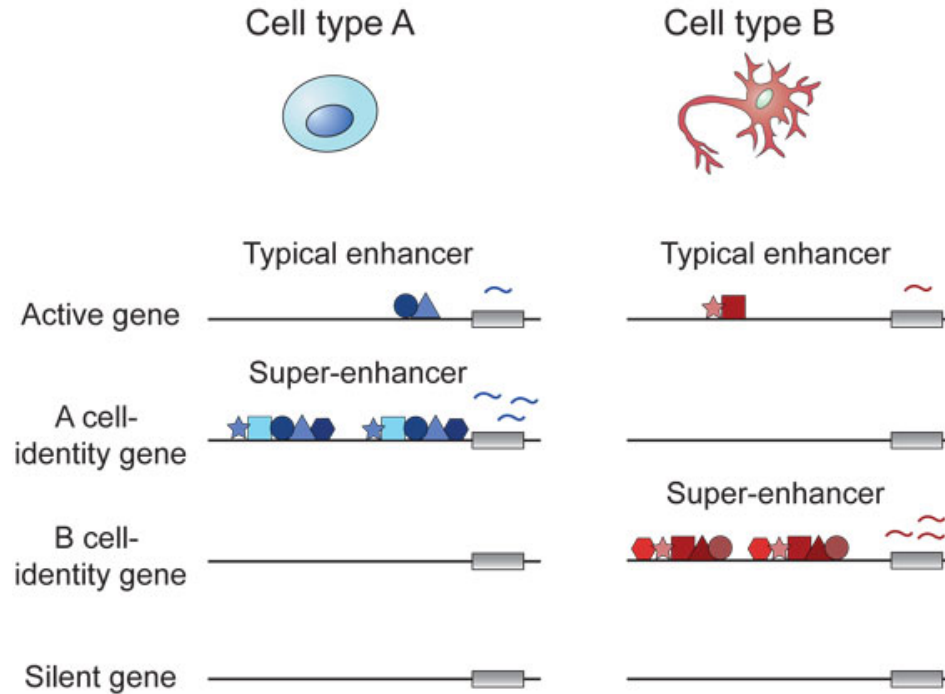 Cell type A
Cell type B
Typical enhancer
Typical enhancer
Active gene
Super-enhancer
A cell-
identity gene
Super-enhancer
B cell-
identity gene
Silent gene